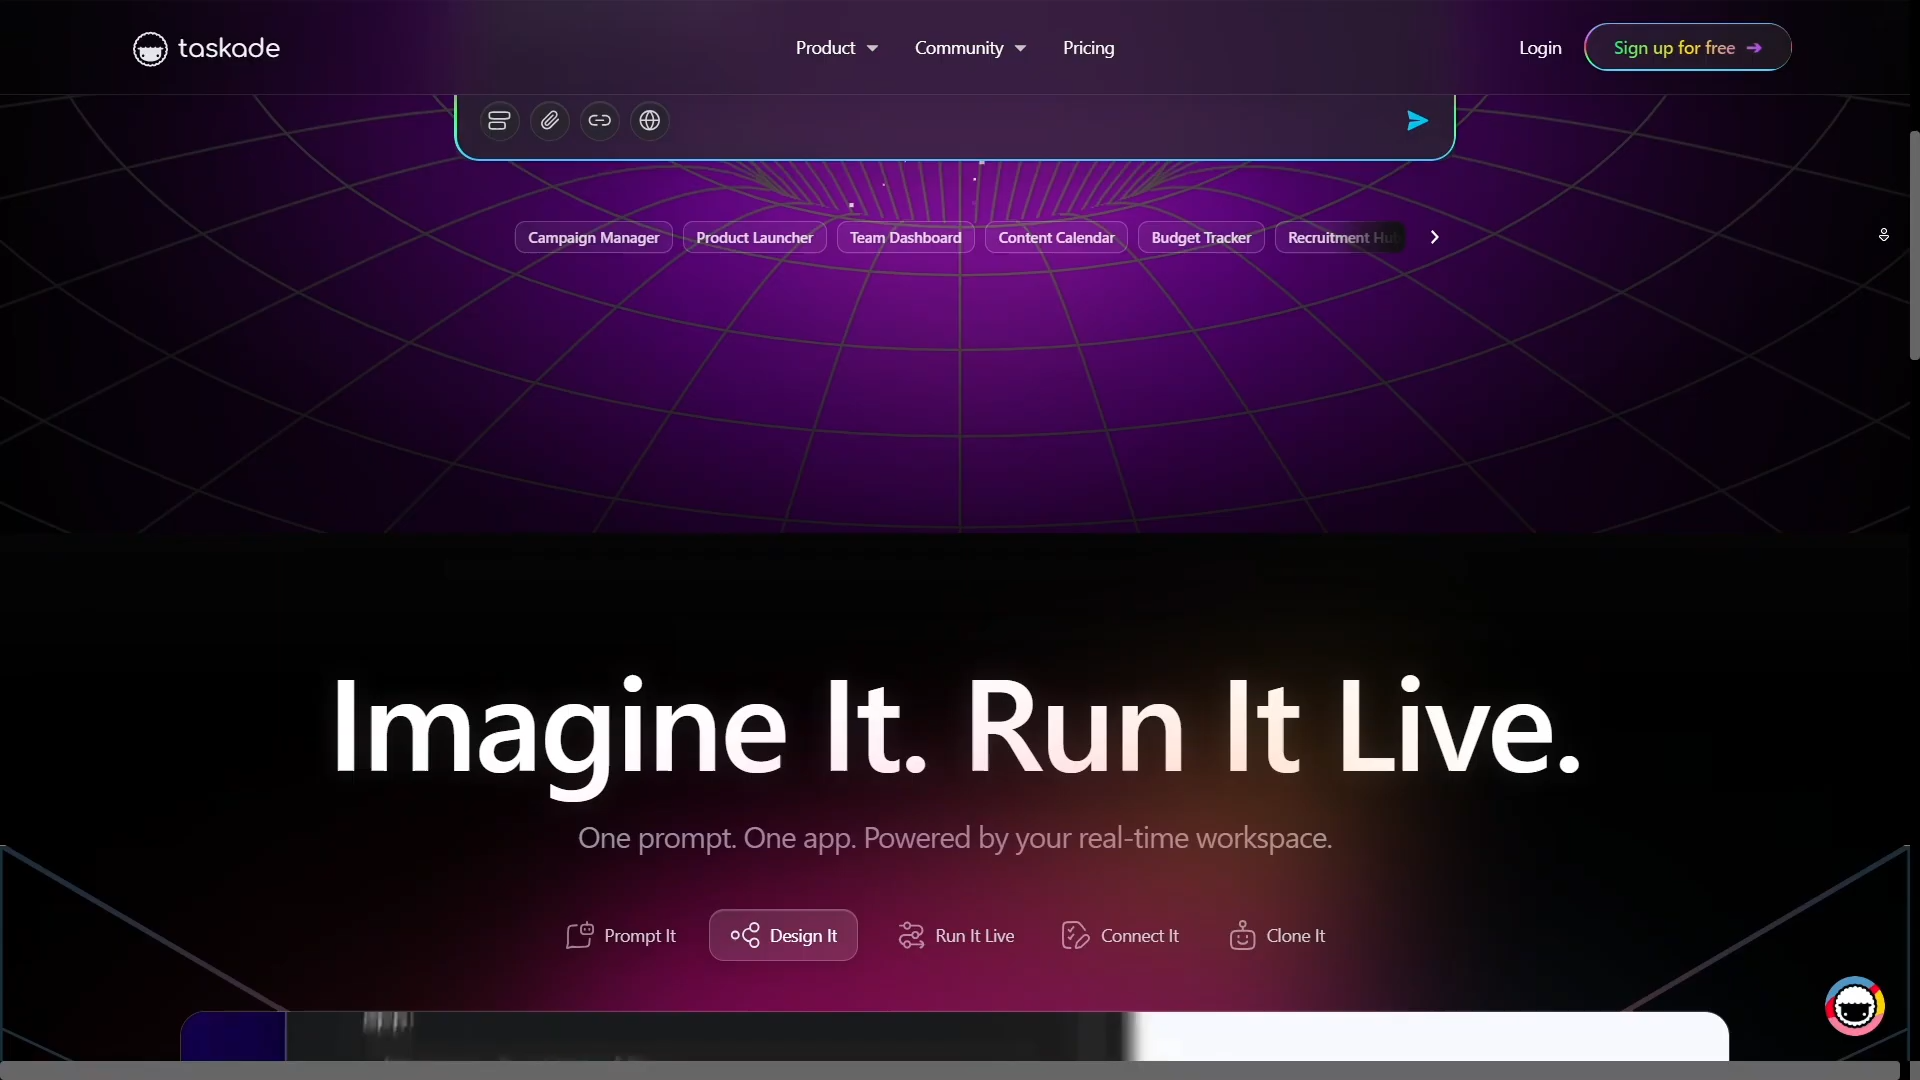 taskade
Product
Community
Pricing
Login
Sign up for free
Campaign Manager
Product Launcher
Team Dashboard
Content Calendar
Budget Tracker
Recruitment Hub
Imagine It. Run It Live.
One prompt. One app. Powered by your real-time workspace.
Prompt It
Design It
Run It Live
Connect It
Clone It